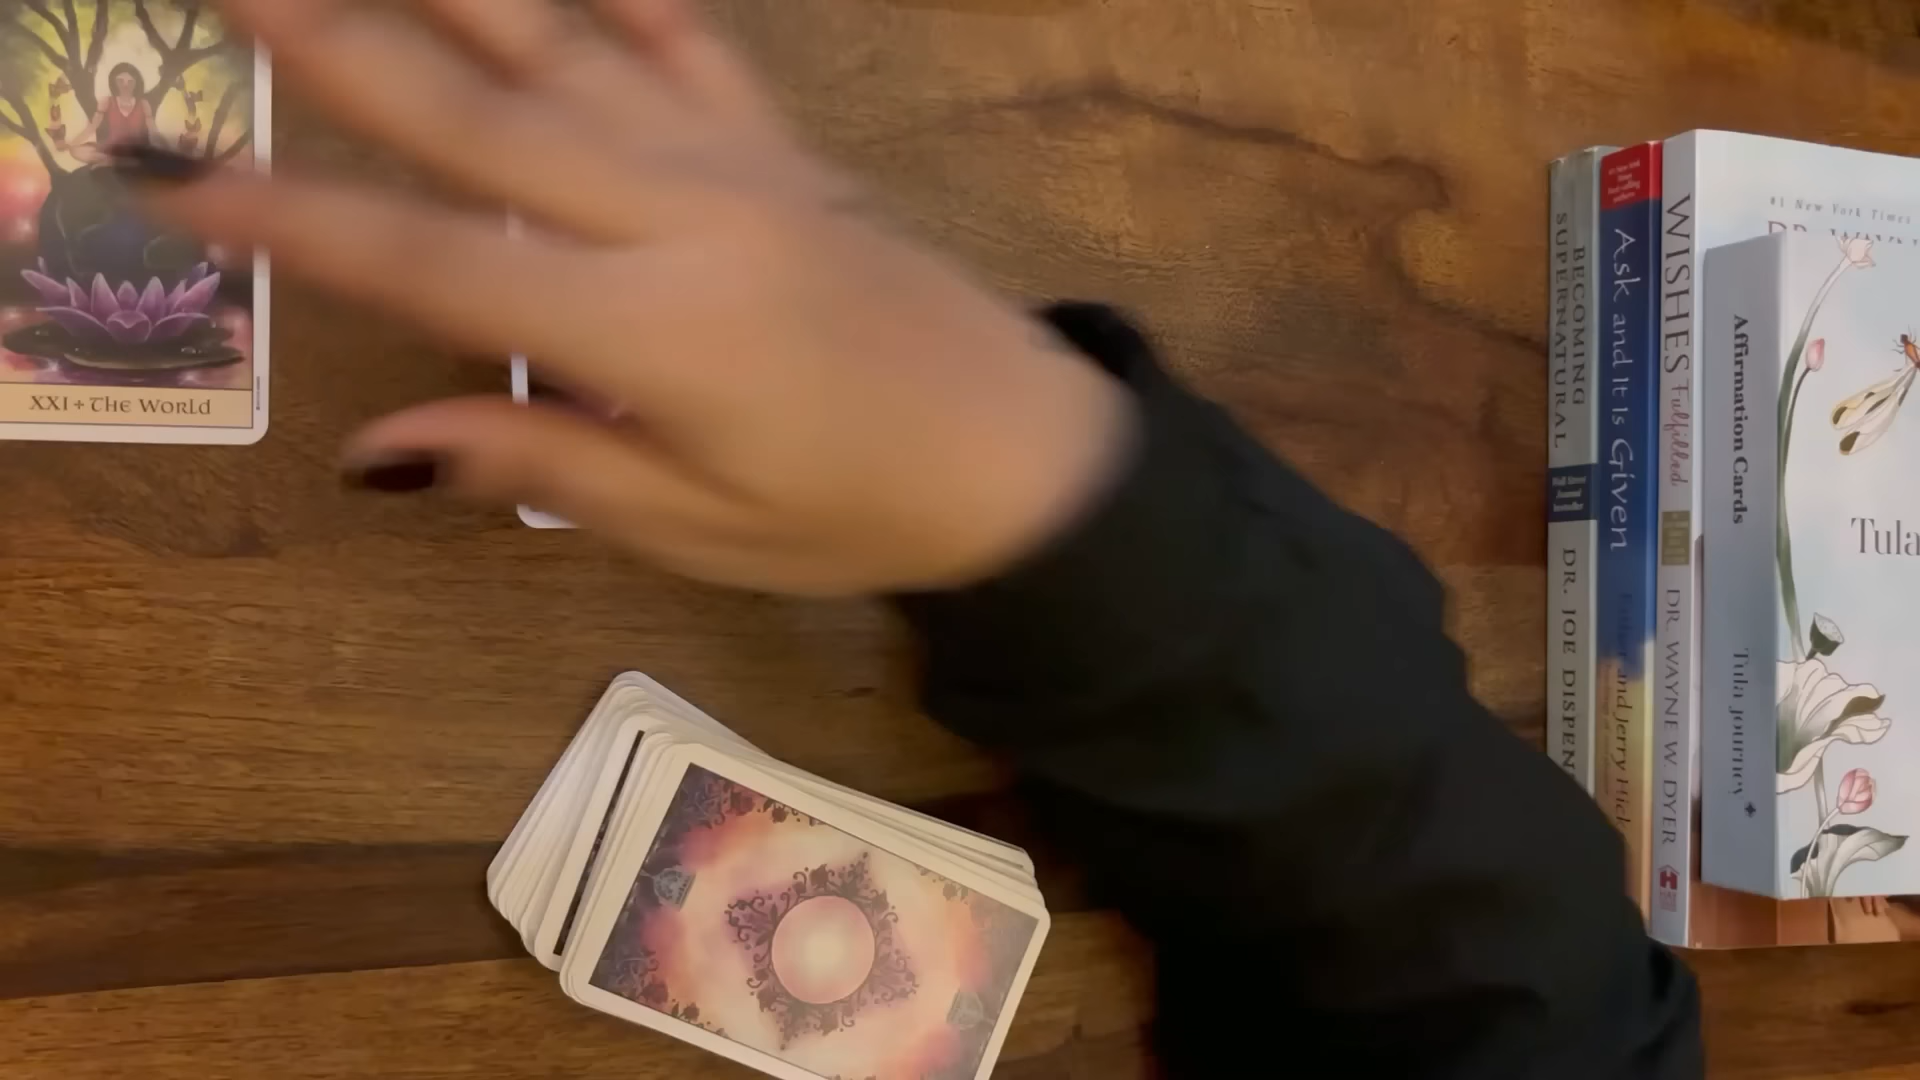 XXI + THE WORLD
BECOMING
SUPERNATURAL
DR. JOE DISPEN
Ask and It Is Given
and Jerry Hick
WISHES Fulfilled
DR. WAYNE W. DYER
#1 New York Times
Affirmation Cards
Tula Journey
Tula